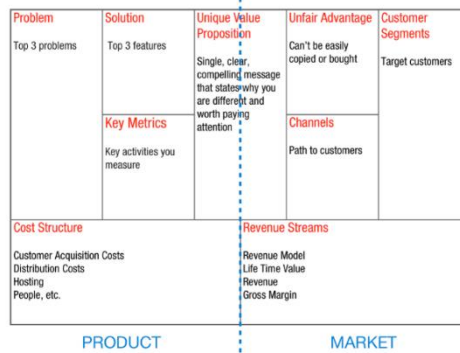 Problem
Top 3 problems
Solution
Top 3 features
Key Metrics
Key activities you
measure
Unique Value
Proposition
Single, clear,
compelling message
that states why you
are different and
worth paying
attention
Unfair Advantage
Can't be easily
copied or bought
Channels
Path to customers
Customer
Segments
Target customers
Cost Structure
Customer Acquisition Costs
Distribution Costs
Hosting
People, etc.
Revenue Streams
Revenue Model
Life Time Value
Revenue
Gross Margin
PRODUCT
MARKET